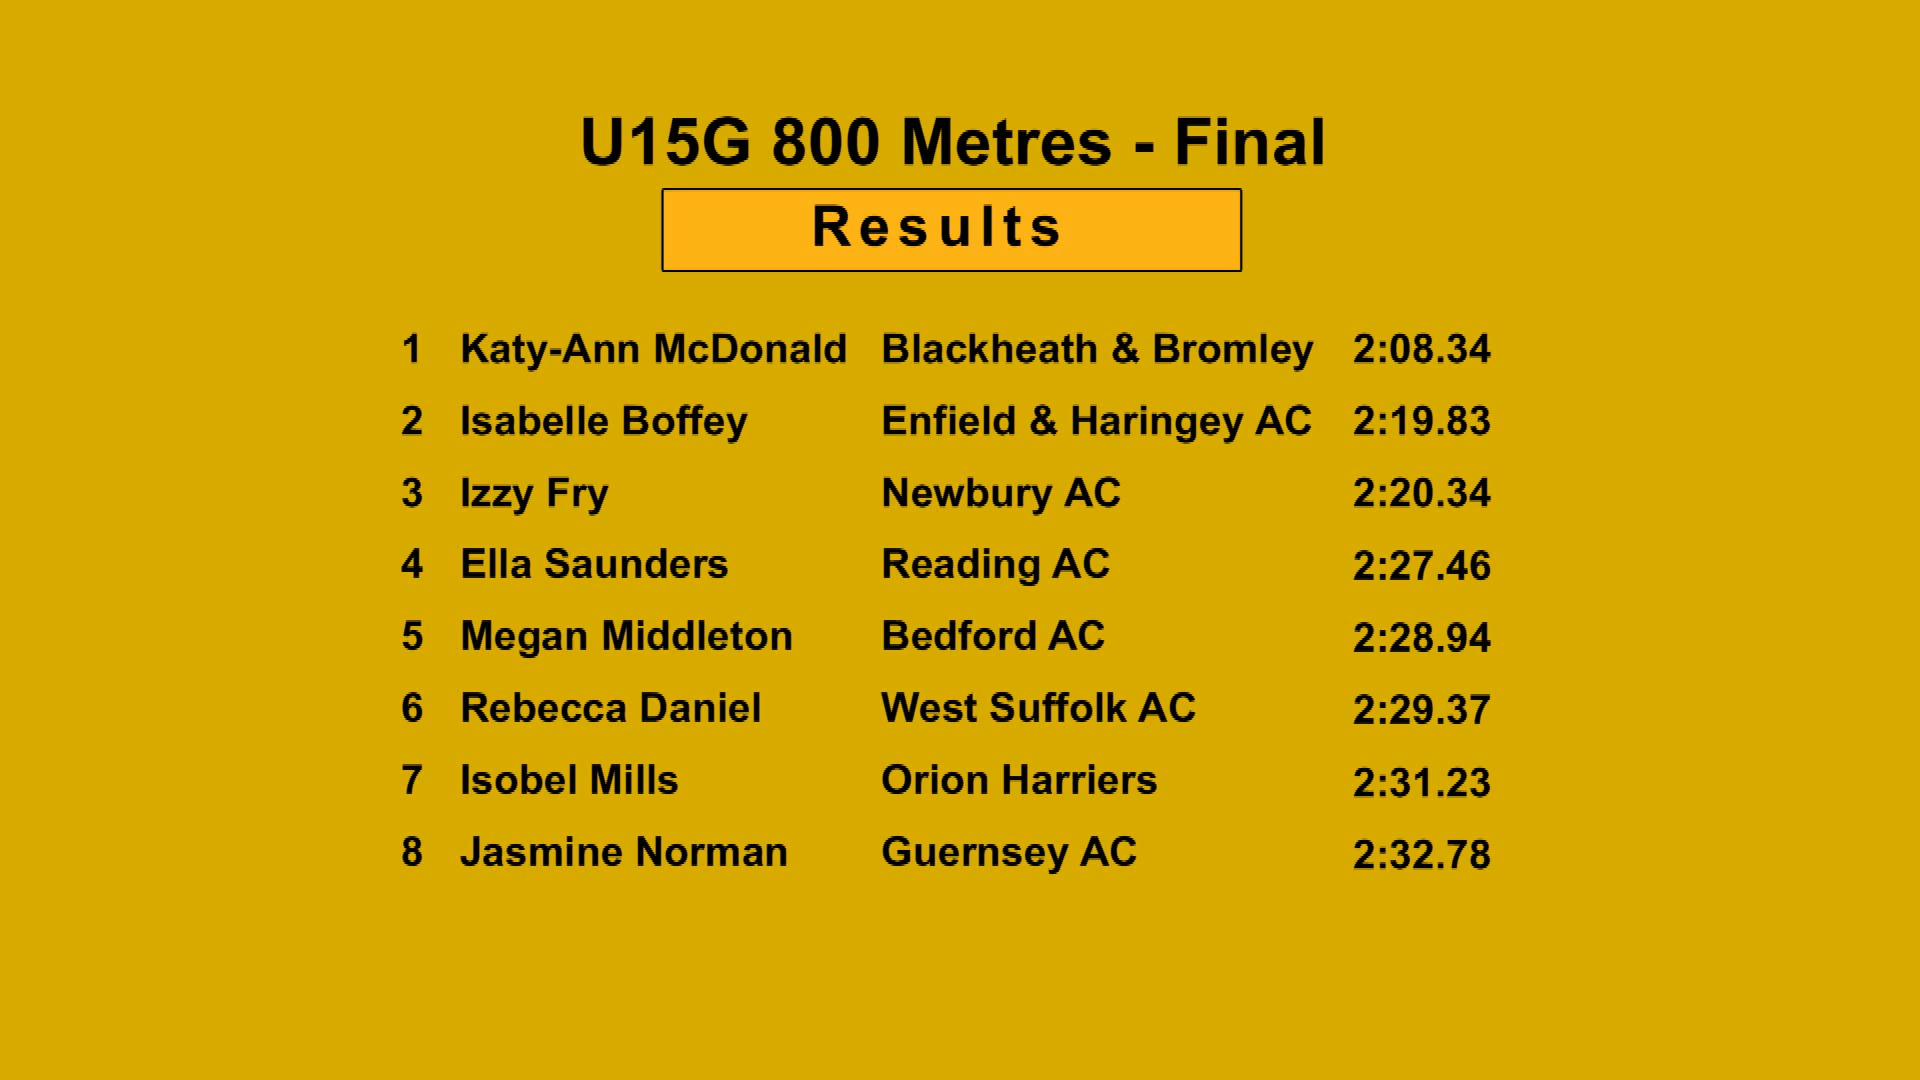 U15G 800 Metres - Final
Results
1 Katy-Ann McDonald Blackheath & Bromley 2:08.34
2 Isabelle Boffey Enfield & Haringey AC 2:19.83
3 Izzy Fry Newbury AC 2:20.34
4 Ella Saunders Reading AC 2:27.46
5 Megan Middleton Bedford AC 2:28.94
6 Rebecca Daniel West Suffolk AC 2:29.37
7 Isobel Mills Orion Harriers 2:31.23
8 Jasmine Norman Guernsey AC 2:32.78